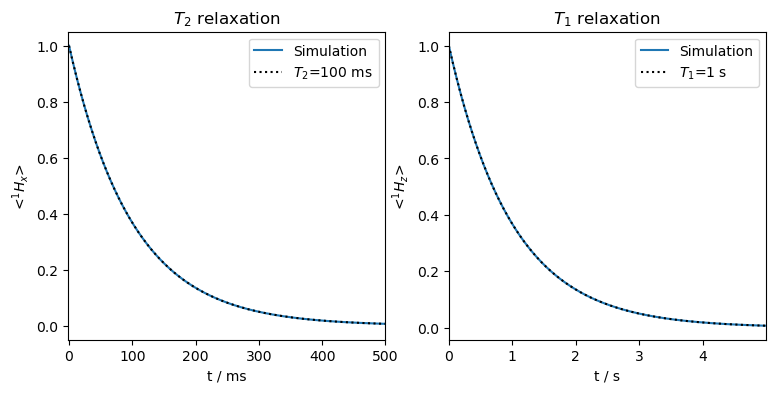 T₂ relaxation
1.0
0.8
0.6
0.4
0.2
0.0
<¹Hₓ>
Simulation
T₂=100 ms
0 100 200 300 400 500
t / ms
T₁ relaxation
1.0
0.8
0.6
0.4
0.2
0.0
<¹H_z>
Simulation
T₁=1 s
0 1 2 3 4
t / s